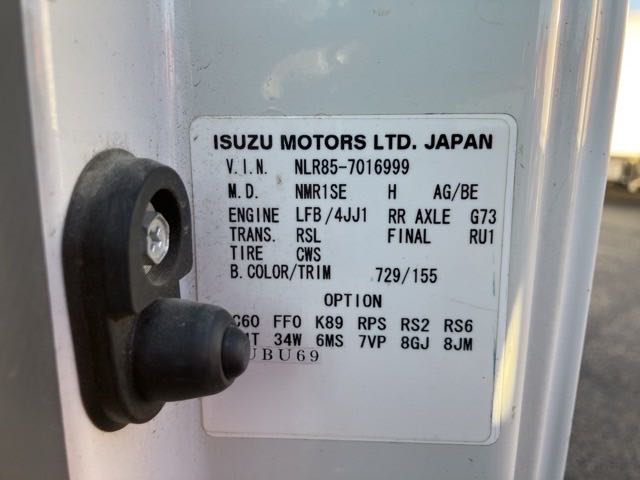 ISUZU MOTORS LTD. JAPAN
V.I.N. NLR85-7016999
M.D. NMR1SE H AG/BE
ENGINE LFB/4JJ1 RR AXLE G73
TRANS. RSL FINAL RU1
TIRE CWS
B.COLOR/TRIM 729/155
OPTION
C60 FF0 K89 RPS RS2 RS6
34W 6MS 7VP 8GJ 8JM
UBU69